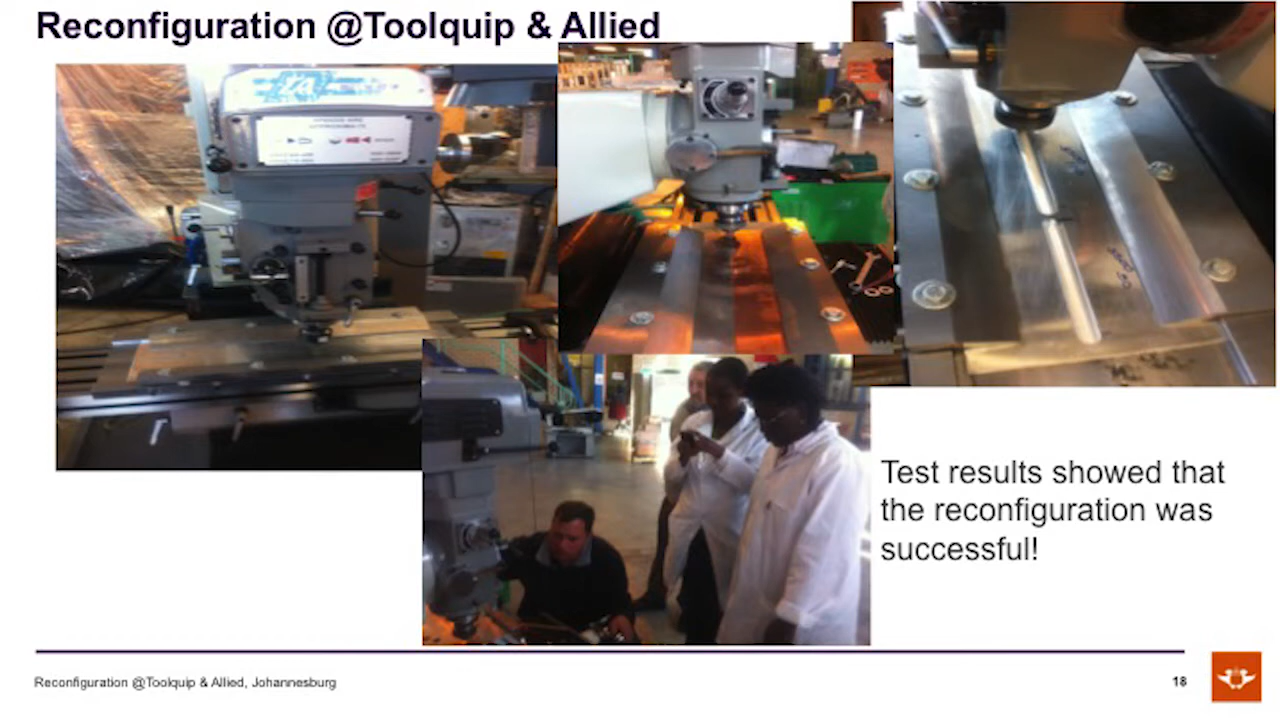 Reconfiguration @Toolquip & Allied
Test results showed that
the reconfiguration was
successful!
Reconfiguration @Toolquip & Allied, Johannesburg
18